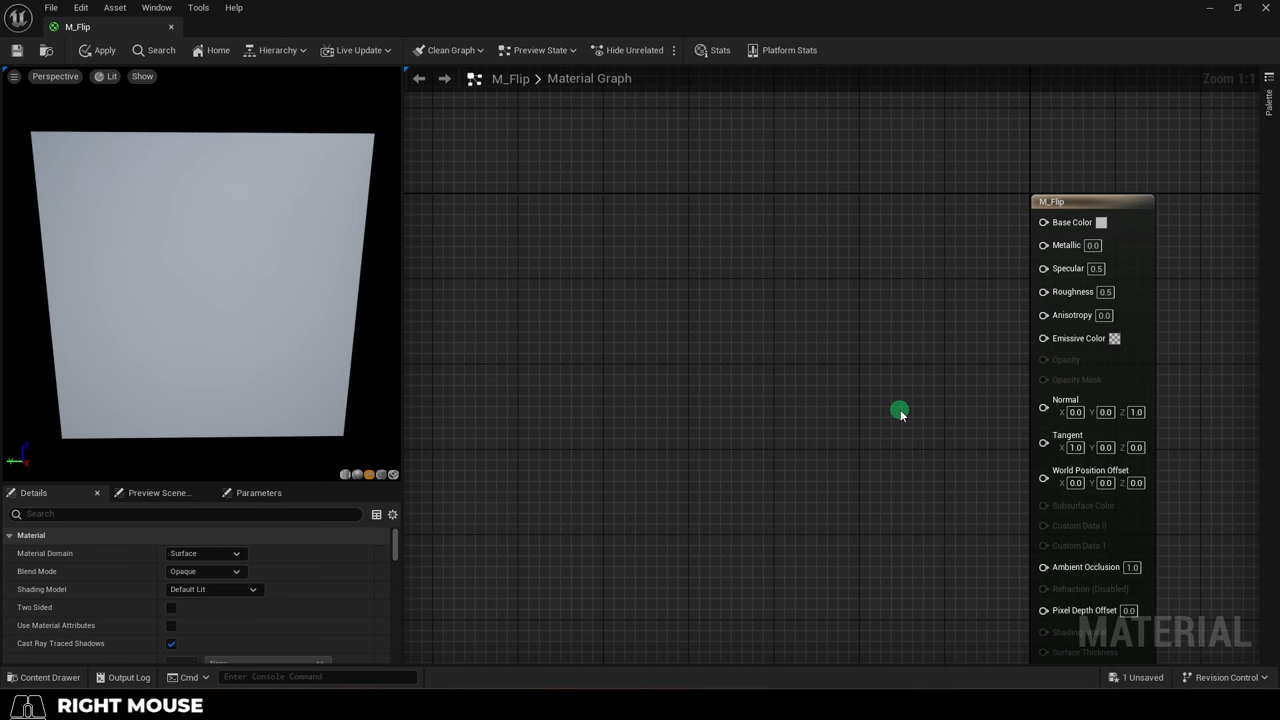 File Edit Asset Window Tools Help
M_Flip
Apply Search Home Hierarchy Live Update Clean Graph Preview State Hide Unrelated Stats Platform Stats
Perspective Lit Show
M_Flip > Material Graph
Zoom 1:1
Palette
M_Flip
Base Color
Metallic 0.0
Specular 0.5
Roughness 0.5
Anisotropy 0.0
Emissive Color
Opacity
Opacity Mask
Normal
X 0.0 Y 0.0 Z 1.0
Tangent
X 1.0 Y 0.0 Z 0.0
World Position Offset
X 0.0 Y 0.0 Z 0.0
Subsurface Color
Custom Data 0
Custom Data 1
Ambient Occlusion 1.0
Refraction (Disabled)
Pixel Depth Offset 0.0
Shading Model
Surface Thickness
MATERIAL
Details Preview Scene... Parameters
Search
Material
Material Domain Surface
Blend Mode Opaque
Shading Model Default Lit
Two Sided
Use Material Attributes
Cast Ray Traced Shadows
Content Drawer Output Log Cmd Enter Console Command 1 Unsaved Revision Control
RIGHT MOUSE